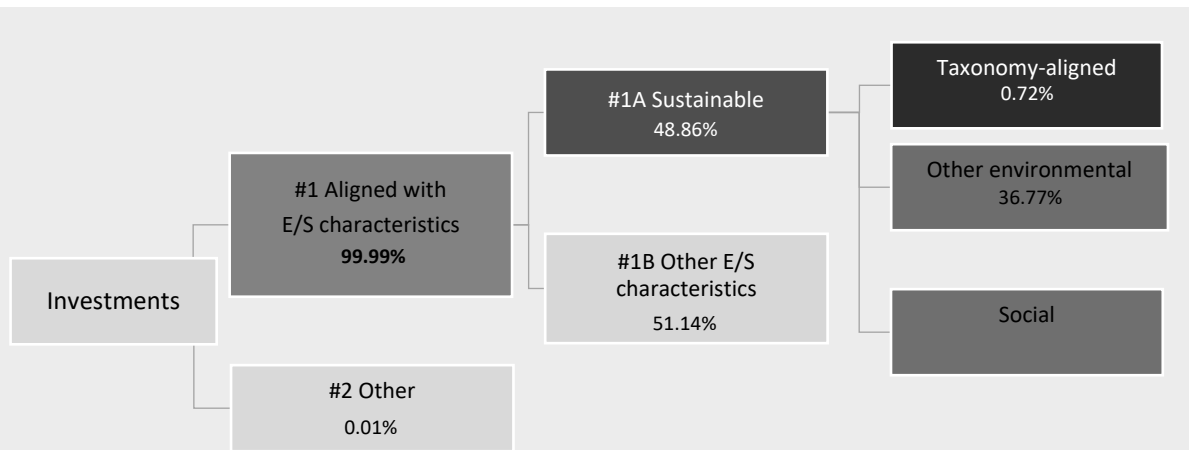 Investments
#1 Aligned with
E/S characteristics
99.99%
#2 Other
0.01%
#1A Sustainable
48.86%
#1B Other E/S
characteristics
51.14%
Taxonomy-aligned
0.72%
Other environmental
36.77%
Social